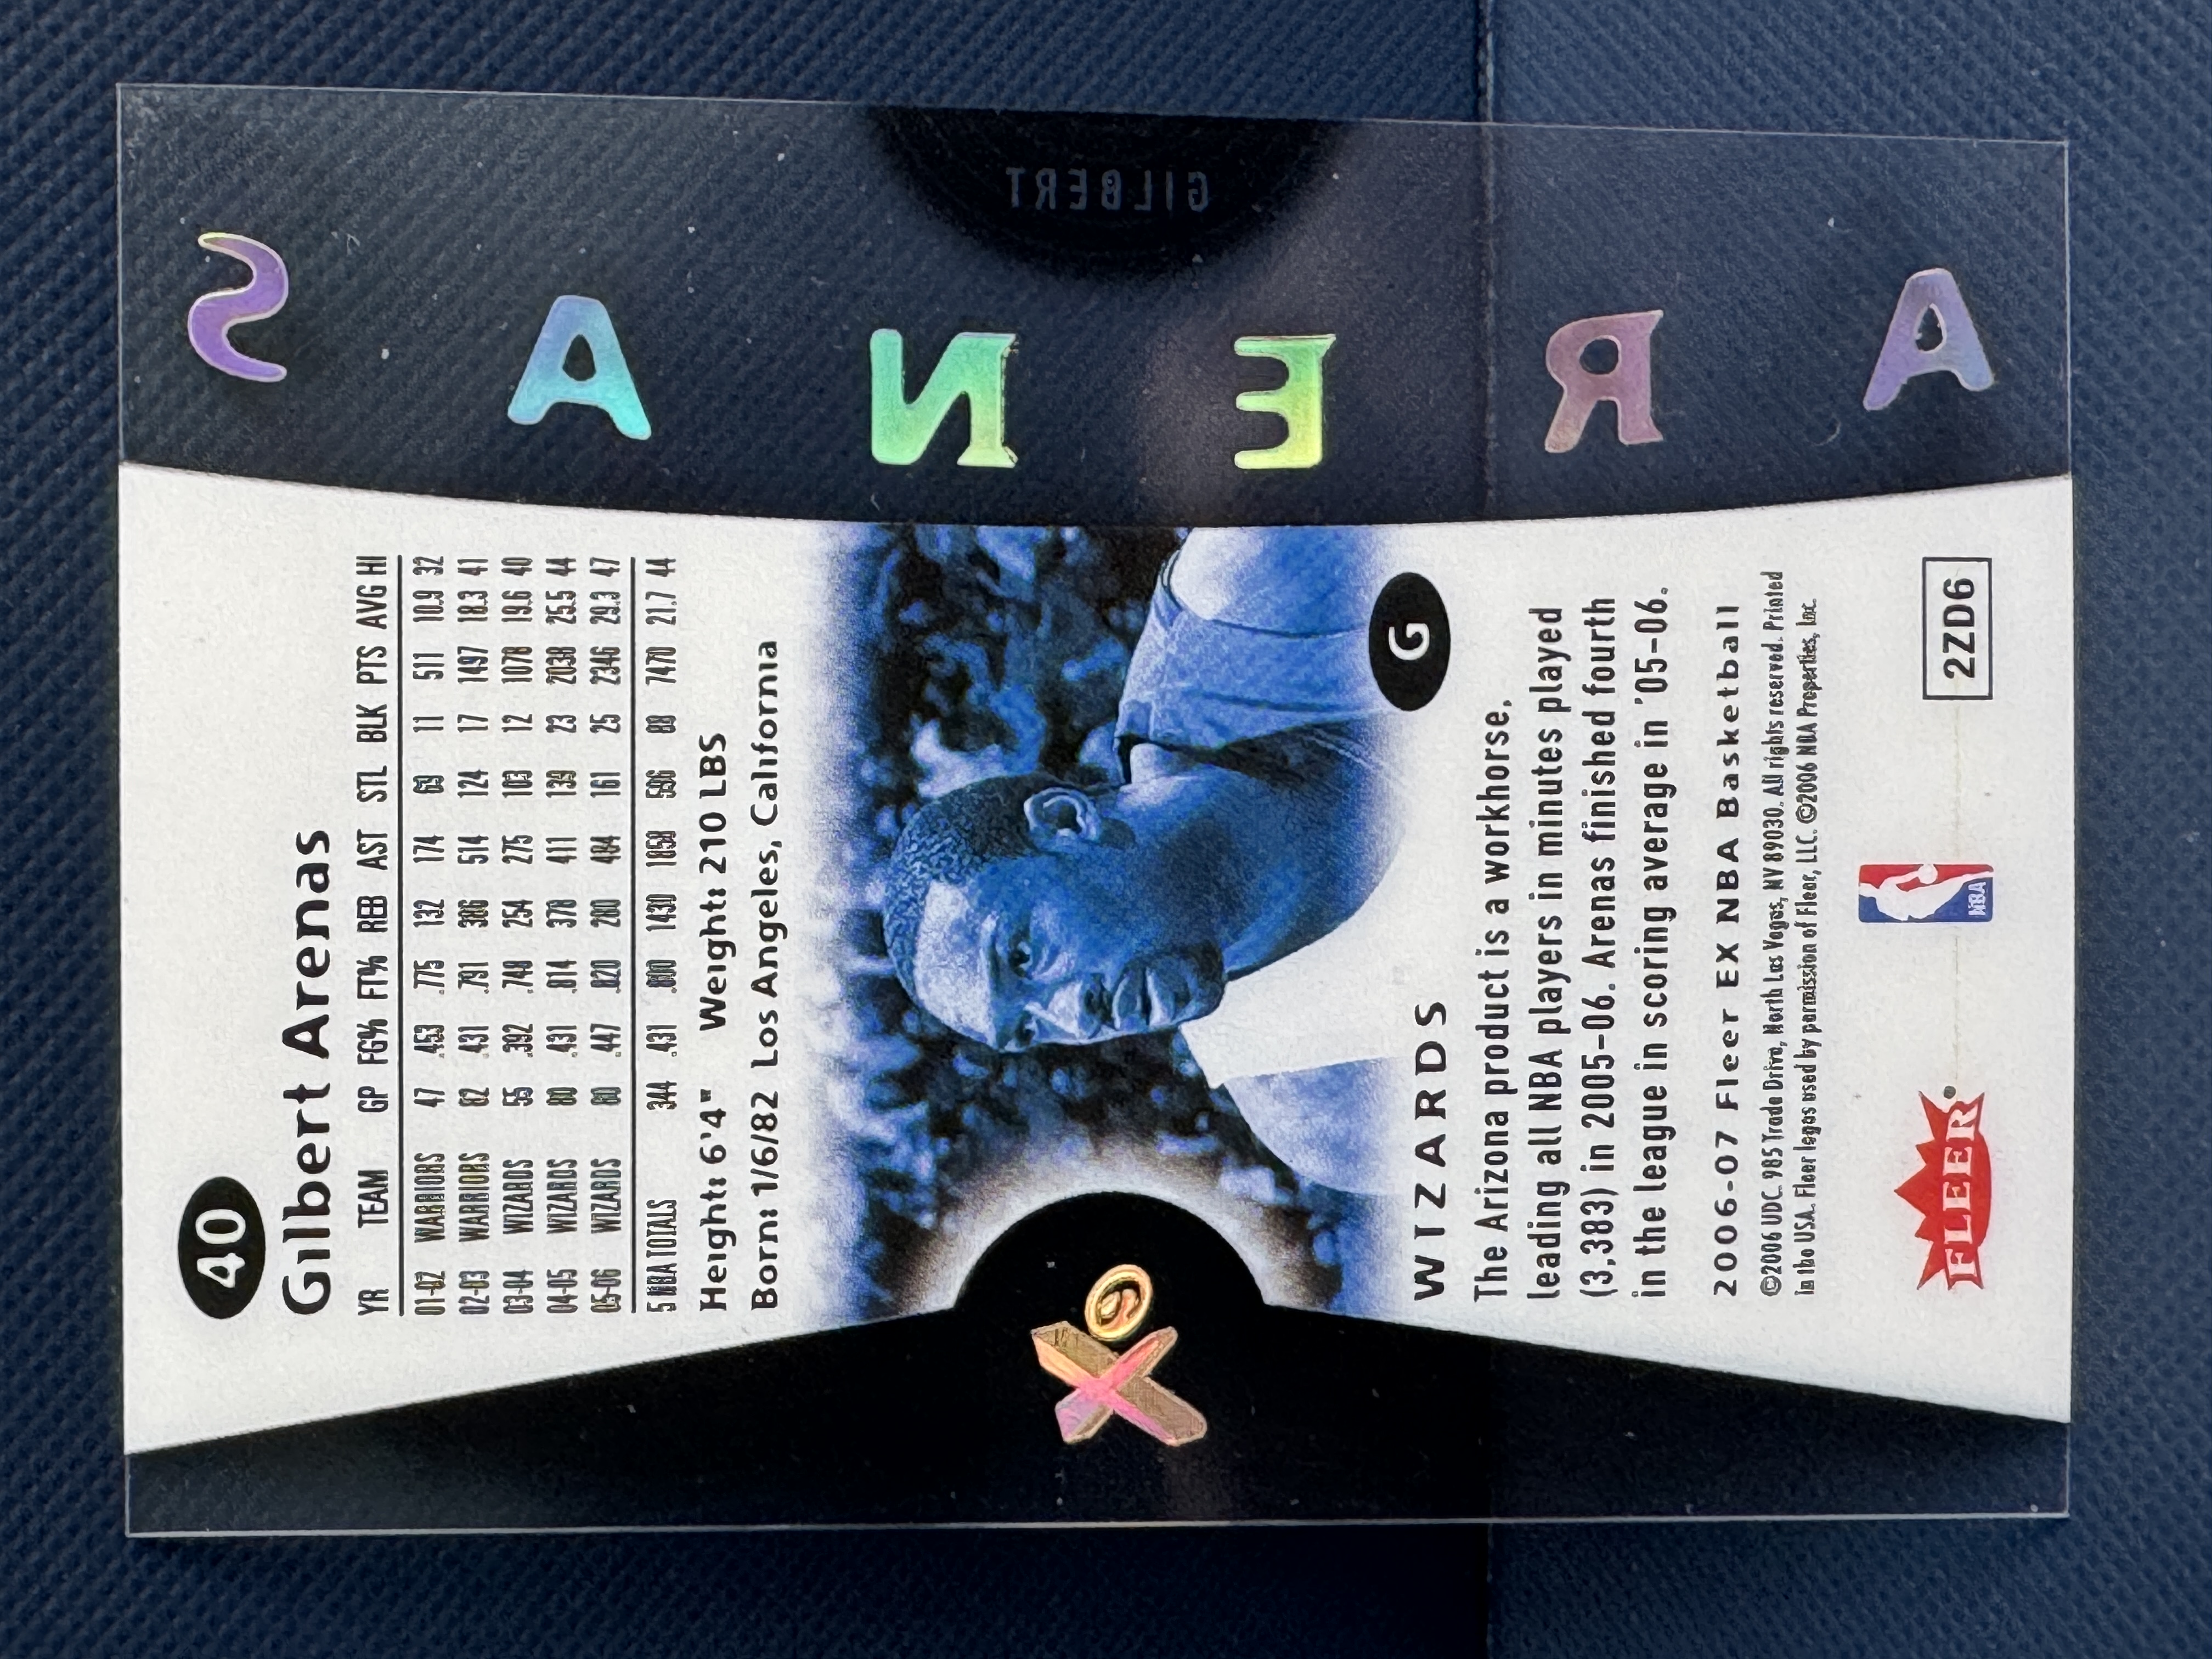 40
Gilbert Arenas
YR TEAM GP FG% FT% REB AST STL BLK PTS AVG HI
01-02 WARRIORS 47 .453 .775 132 174 69 11 511 10.9 32
02-03 WARRIORS 82 .431 .791 386 514 124 17 1497 18.3 41
03-04 WIZARDS 55 .392 .748 254 275 103 12 1078 19.6 40
04-05 WIZARDS 80 .431 .814 378 411 139 23 2038 25.5 44
05-06 WIZARDS 80 .447 .820 280 484 161 25 2346 29.3 47
5 NBA TOTALS 344 .431 .800 1430 1858 596 88 7470 21.7 44
Height: 6'4" Weight: 210 LBS
Born: 1/6/82 Los Angeles, California
X
WIZARDS G
The Arizona product is a workhorse,
leading all NBA players in minutes played
(3,383) in 2005-06. Arenas finished fourth
in the league in scoring average in '05-06.
2006-07 Fleer EX NBA Basketball
©2006 UDC. 985 Trade Drive, North Las Vegas, NV 89030. All rights reserved. Printed
in the USA. Fleer logos used by permission of Fleer, LLC. ©2006 NBA Properties, Inc.
FLEER
NBA
2ZD6
GILBERT
ARENAS